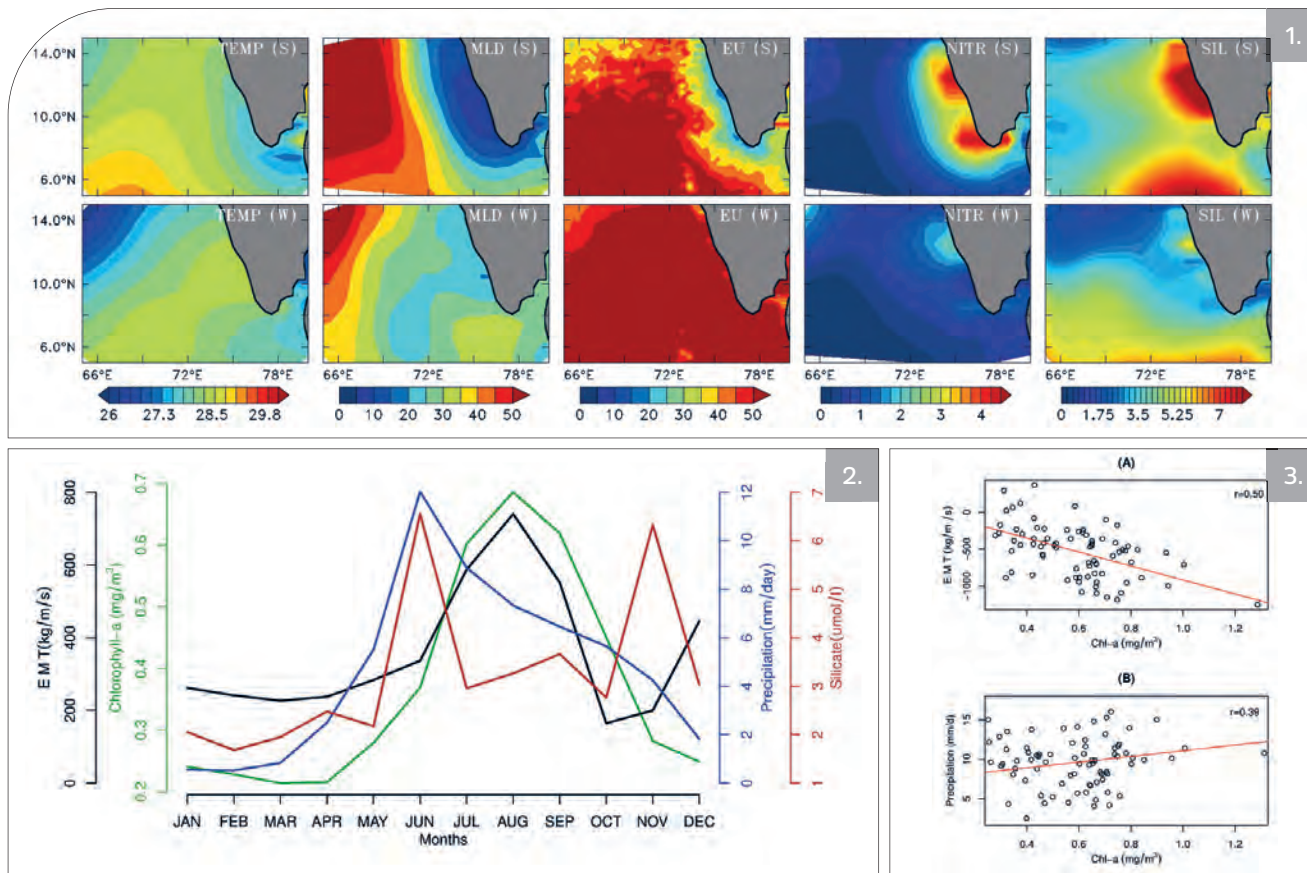 1.
TEMP (S) MLD (S) EU (S) NITR (S) SIL (S)
14.0°N
10.0°N
6.0°N
TEMP (W) MLD (W) EU (W) NITR (W) SIL (W)
14.0°N
10.0°N
6.0°N
66°E 72°E 78°E 66°E 72°E 78°E 66°E 72°E 78°E 66°E 72°E 78°E 66°E 72°E 78°E
26 27.3 28.5 29.8 0 10 20 30 40 50 0 10 20 30 40 50 0 1 2 3 4 0 1.75 3.5 5.25 7
2.
E M T(kg/m/s)
0 200 400 600 800
Chlorophyll-a (mg/m³)
0.2 0.3 0.4 0.5 0.6 0.7
Precipitation(mm/day)
0 2 4 6 8 10 12
Silicate(umol/l)
1 2 3 4 5 6 7
JAN FEB MAR APR MAY JUN JUL AUG SEP OCT NOV DEC
Months
3.
(A)
r=0.50
E M T(kg/m/s)
-1000 -500 -0
0.4 0.6 0.8 1.0 1.2
Chl-a (mg/m³)
(B)
r=0.39
Precipitation (mm/d)
5 10 15
0.4 0.6 0.8 1.0 1.2
Chl-a (mg/m³)